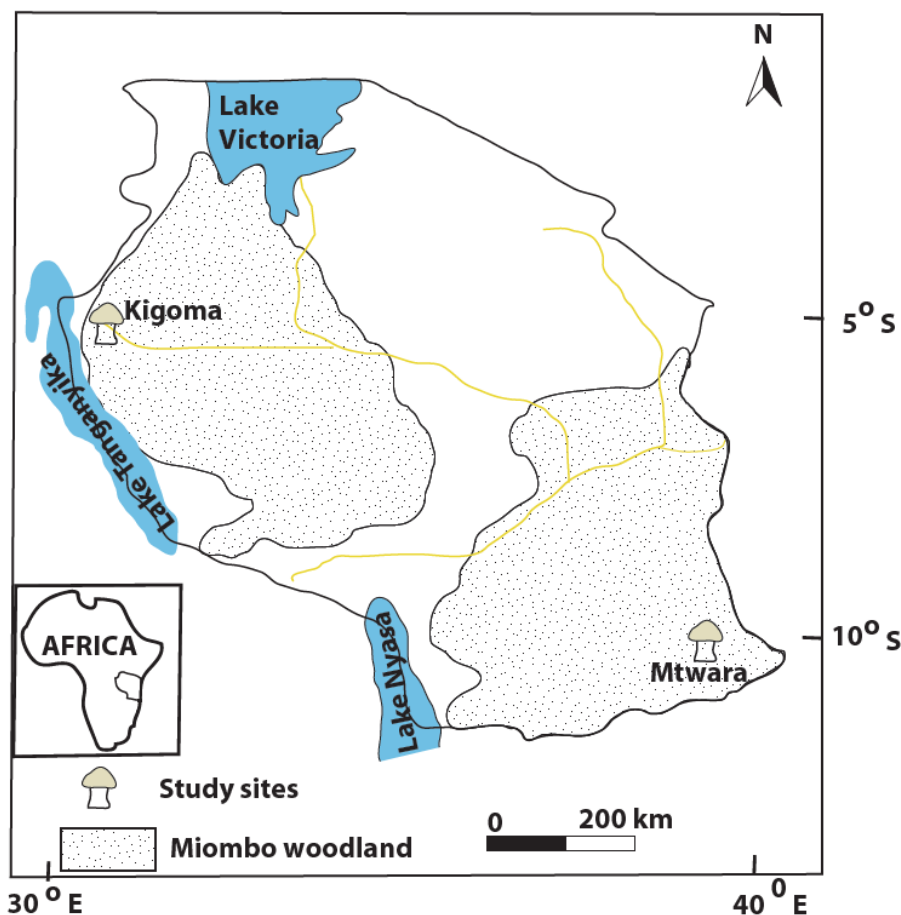 N
Lake
Victoria
Kigoma
5° S
Lake Tanganyika
10° S
AFRICA
Mtwara
Lake Nyasa
Study sites
0 200 km
Miombo woodland
30° E
40⁰ E